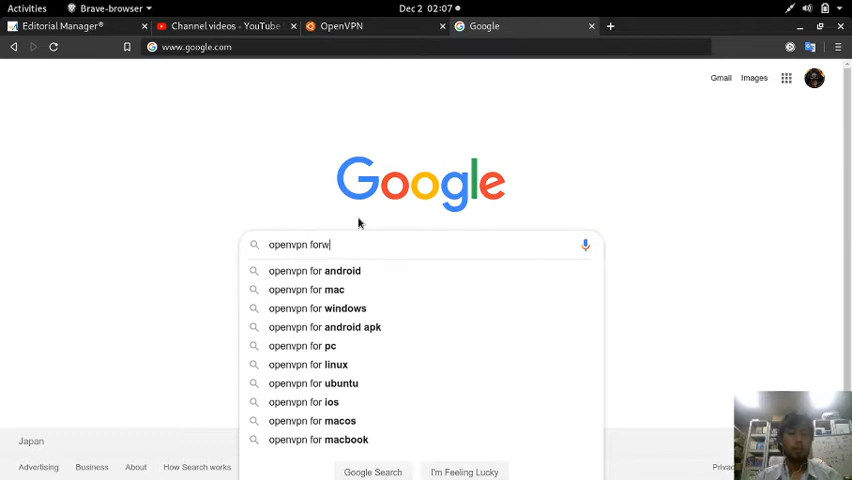 Activities Brave-browser Dec 2 02:07
Editorial Manager® Channel videos - YouTube OpenVPN Google
www.google.com
Gmail Images
Google
openvpn forw
openvpn for android
openvpn for mac
openvpn for windows
openvpn for android apk
openvpn for pc
openvpn for linux
openvpn for ubuntu
openvpn for ios
openvpn for macos
openvpn for macbook
Japan
Google Search I'm Feeling Lucky
Advertising Business About How Search works